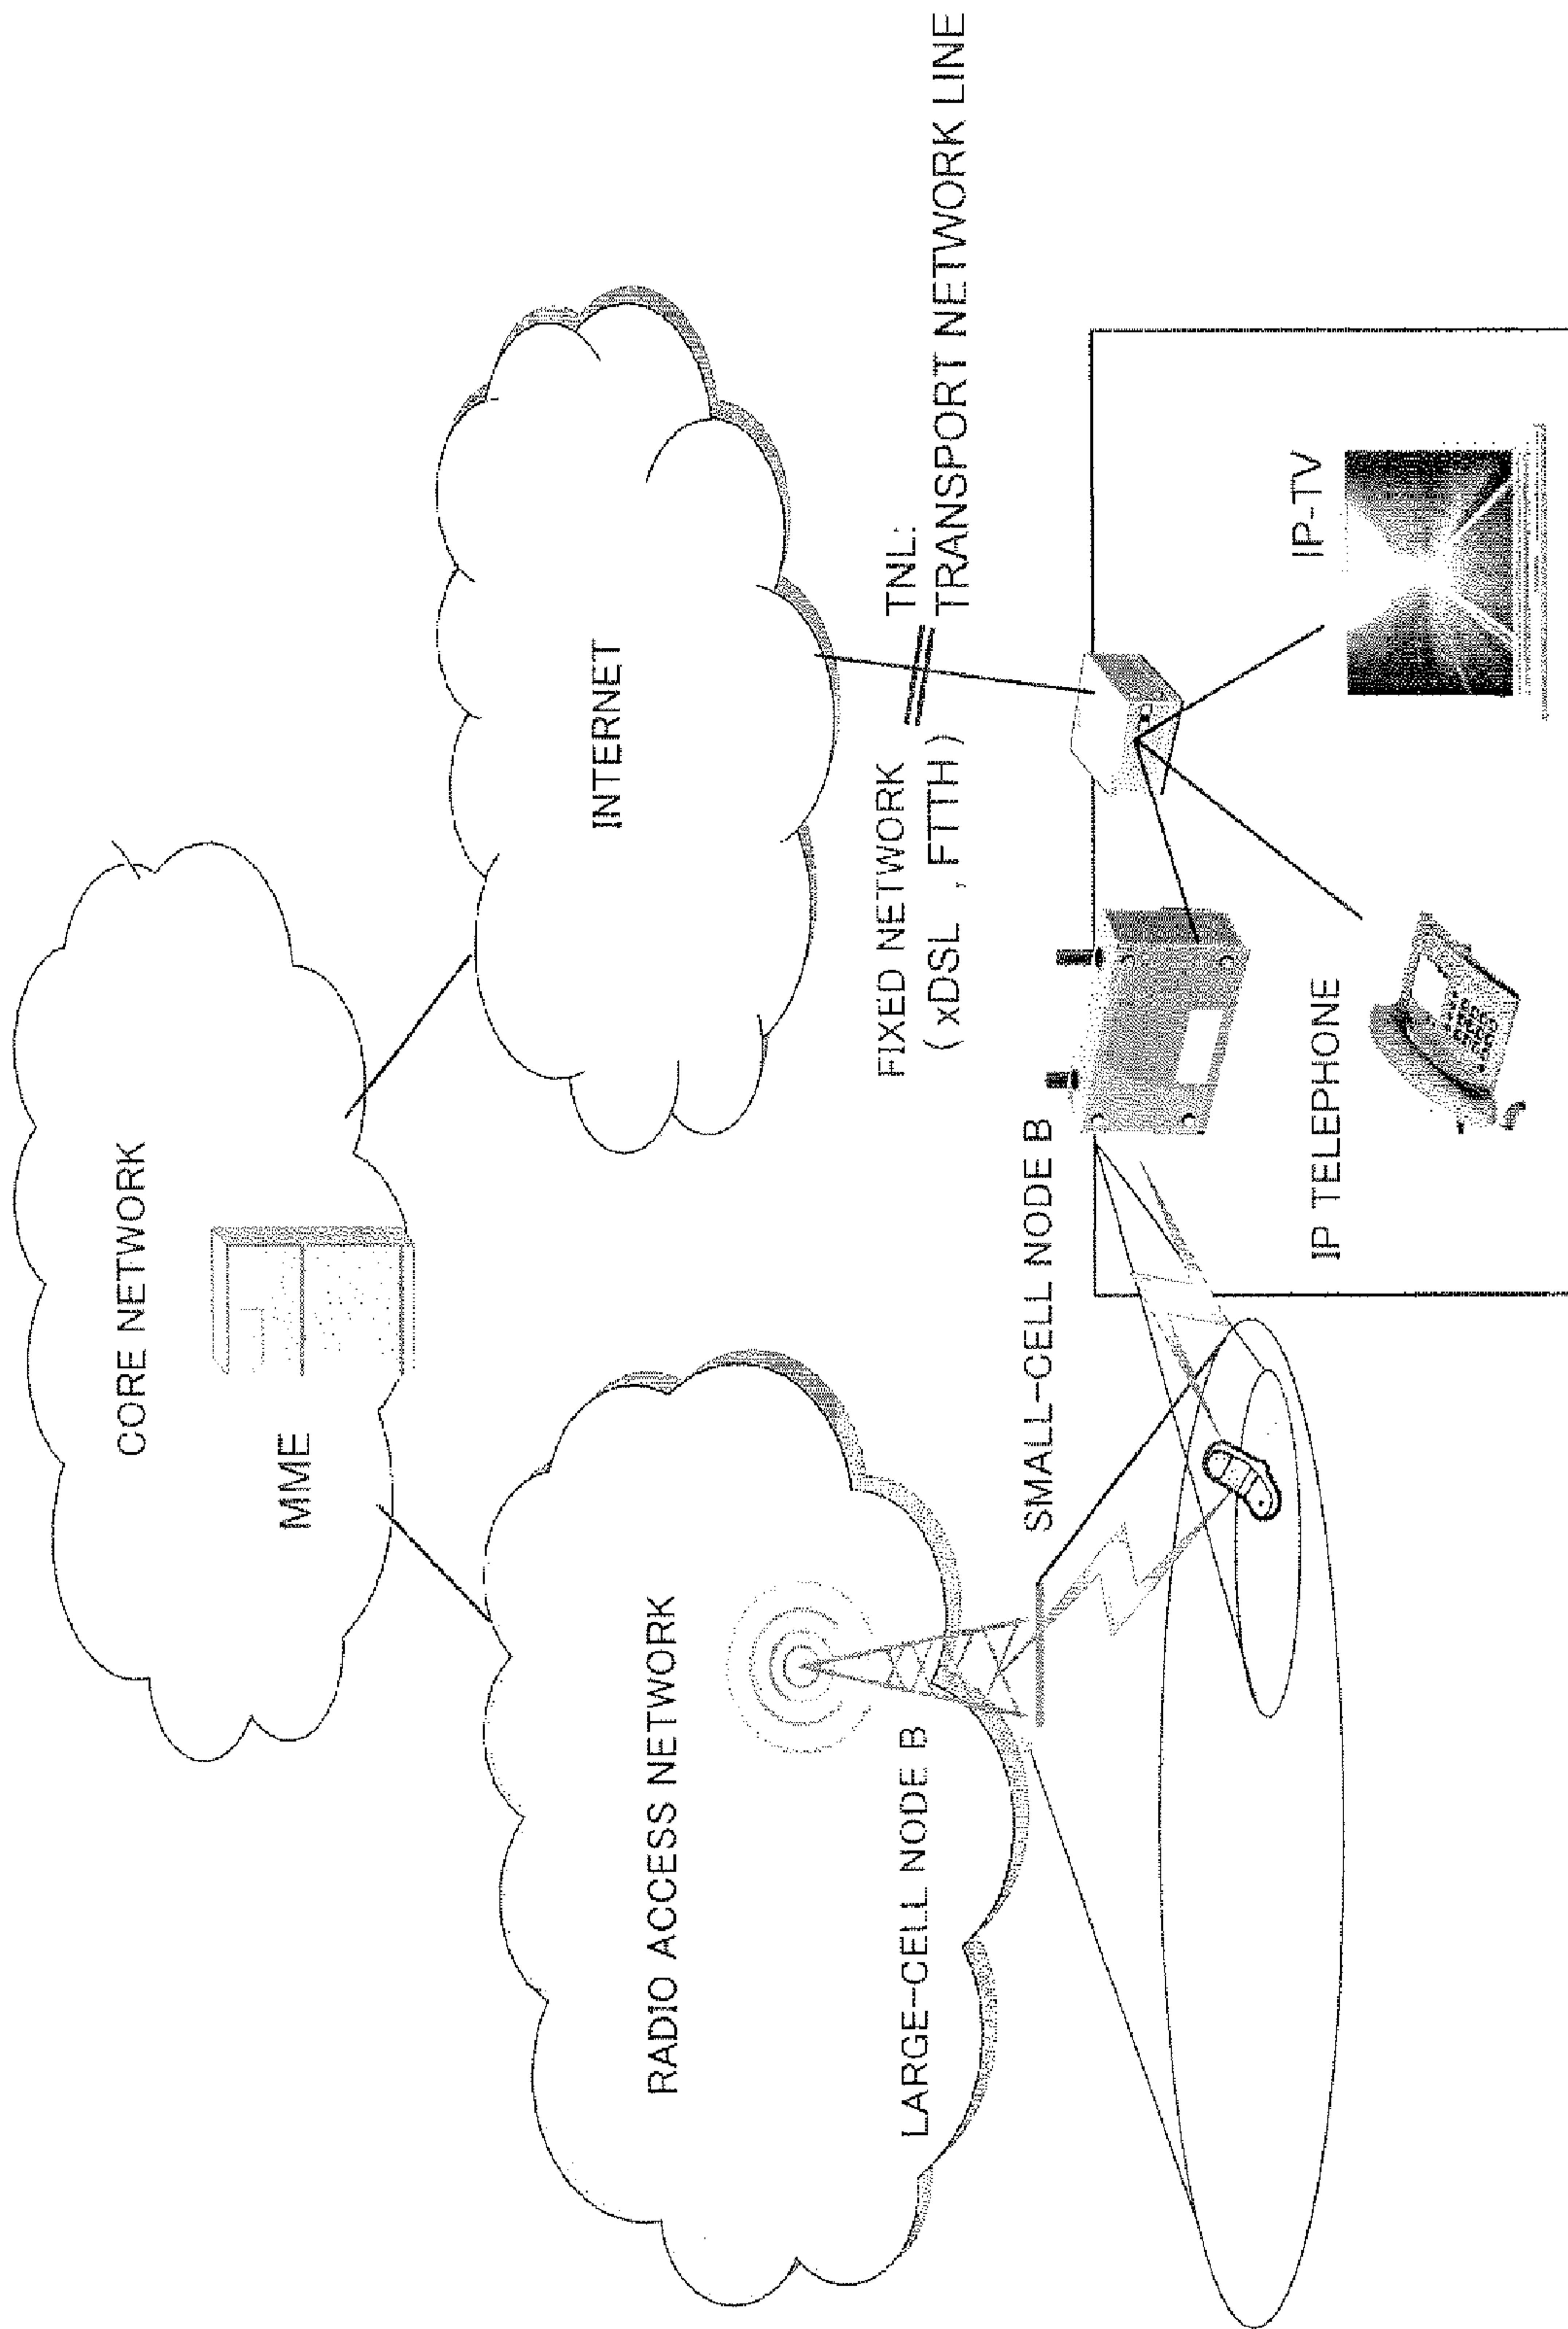 CORE NETWORK
MME
INTERNET
RADIO ACCESS NETWORK
LARGE-CELL NODE B
FIXED NETWORK
( xDSL , FTTH )
TNL:
TRANSPORT NETWORK LINE
SMALL-CELL NODE B
IP TELEPHONE
IP-TV